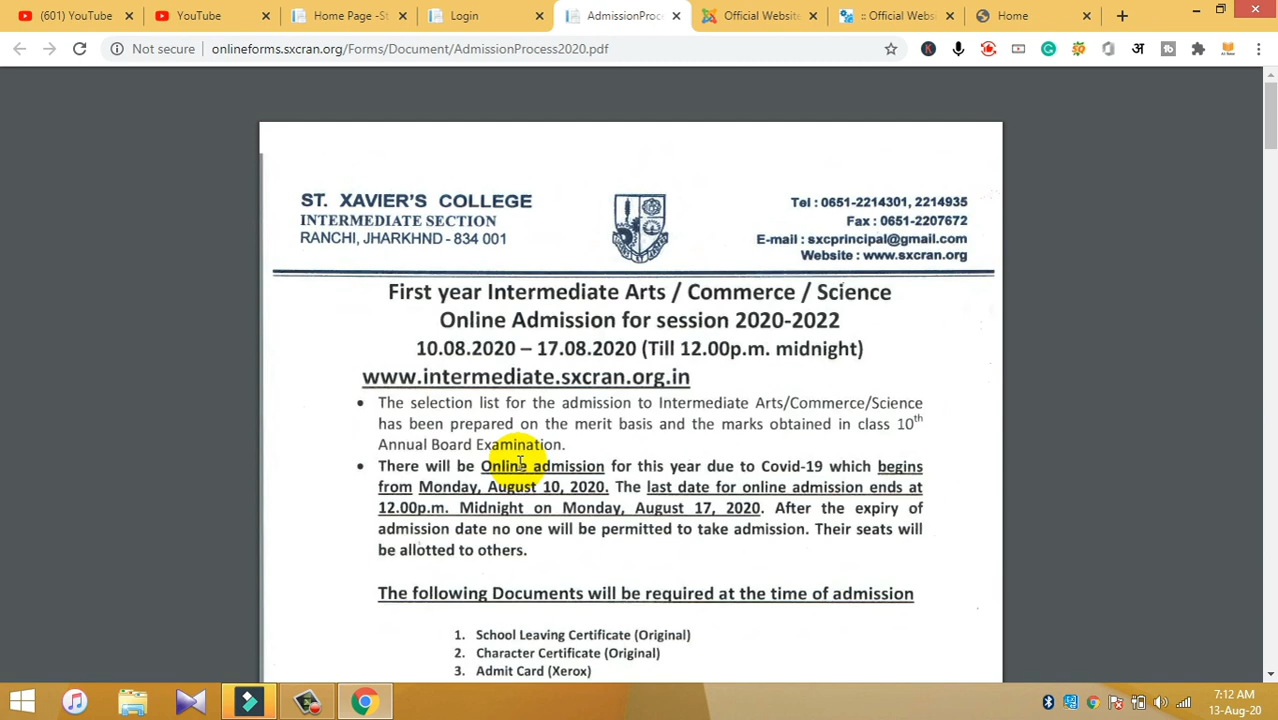 (601) YouTube
YouTube
Home Page -St
Login
AdmissionProc
Official Website
:: Official Webs
Home
Not secure
onlineforms.sxcran.org/Forms/Document/AdmissionProcess2020.pdf
ST. XAVIER'S COLLEGE
INTERMEDIATE SECTION
RANCHI, JHARKHND - 834 001
Tel : 0651-2214301, 2214935
Fax : 0651-2207672
E-mail : sxcprincipal@gmail.com
Website : www.sxcran.org
First year Intermediate Arts / Commerce / Science
Online Admission for session 2020-2022
10.08.2020 – 17.08.2020 (Till 12.00p.m. midnight)
www.intermediate.sxcran.org.in
• The selection list for the admission to Intermediate Arts/Commerce/Science
has been prepared on the merit basis and the marks obtained in class 10th
Annual Board Examination.
• There will be Online admission for this year due to Covid-19 which begins
from Monday, August 10, 2020. The last date for online admission ends at
12.00p.m. Midnight on Monday, August 17, 2020. After the expiry of
admission date no one will be permitted to take admission. Their seats will
be allotted to others.
The following Documents will be required at the time of admission
1. School Leaving Certificate (Original)
2. Character Certificate (Original)
3. Admit Card (Xerox)
7:12 AM
13-Aug-20